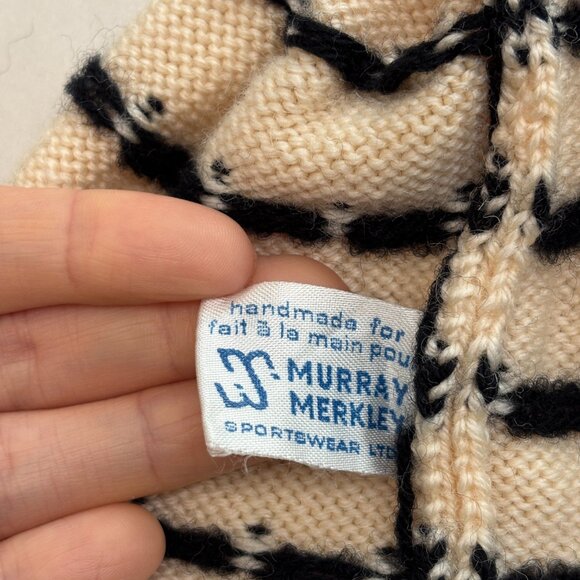 handmade for
fait à la main pou
MURRAY
MERKLEY
SPORTSWEAR LTD